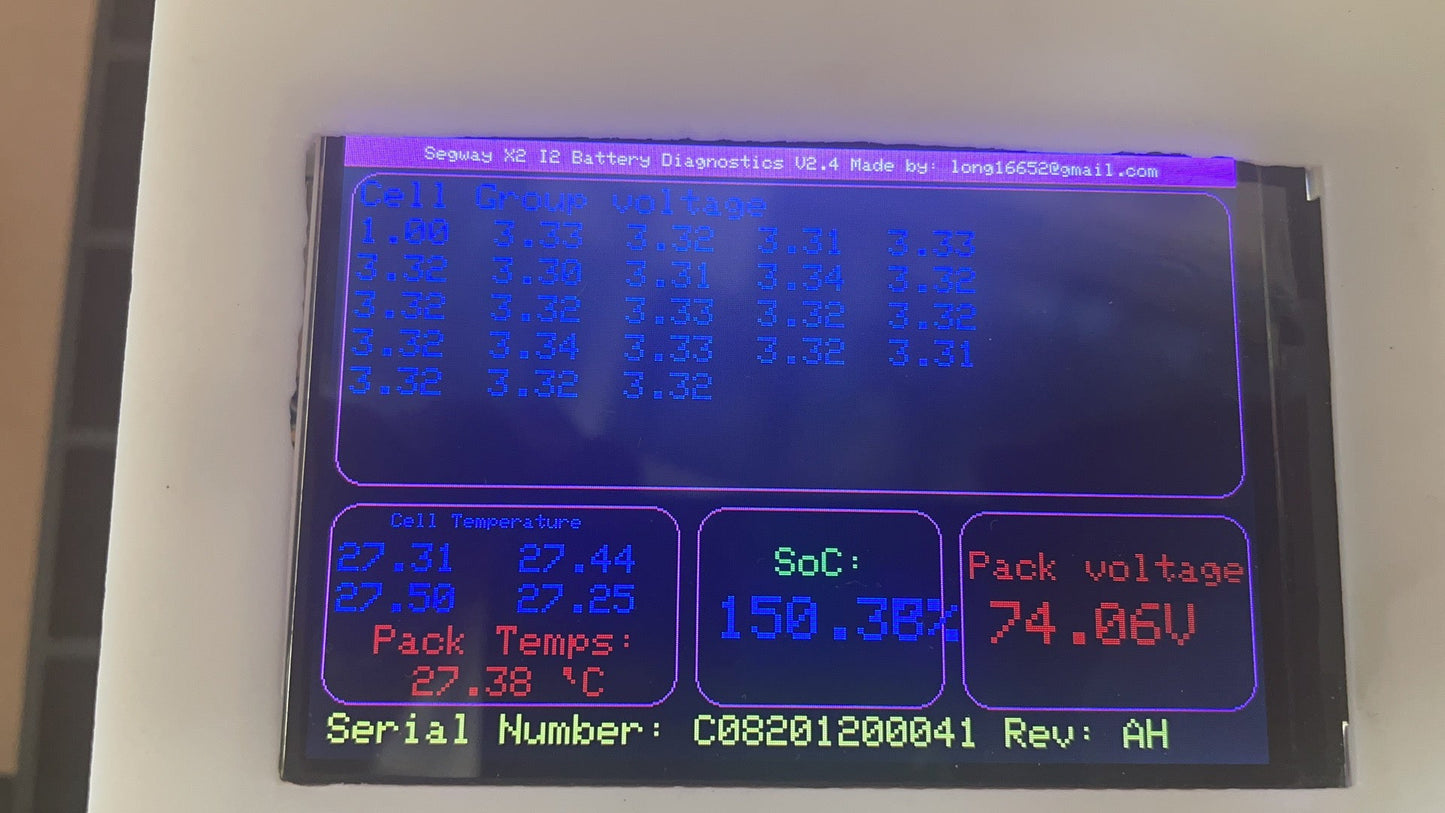 Segway X2 I2 Battery Diagnostics V2.4 Made by: long16652@gmail.com
Cell Group voltage
1.00 3.33 3.32 3.31 3.33
3.32 3.30 3.31 3.34 3.32
3.32 3.32 3.33 3.32 3.32
3.32 3.34 3.33 3.32 3.31
3.32 3.32 3.32
Cell Temperature
27.31 27.44
27.50 27.25
Pack Temps:
27.38 °C
SoC:
150.38%
Pack voltage
74.06V
Serial Number: C08201200041 Rev: AH